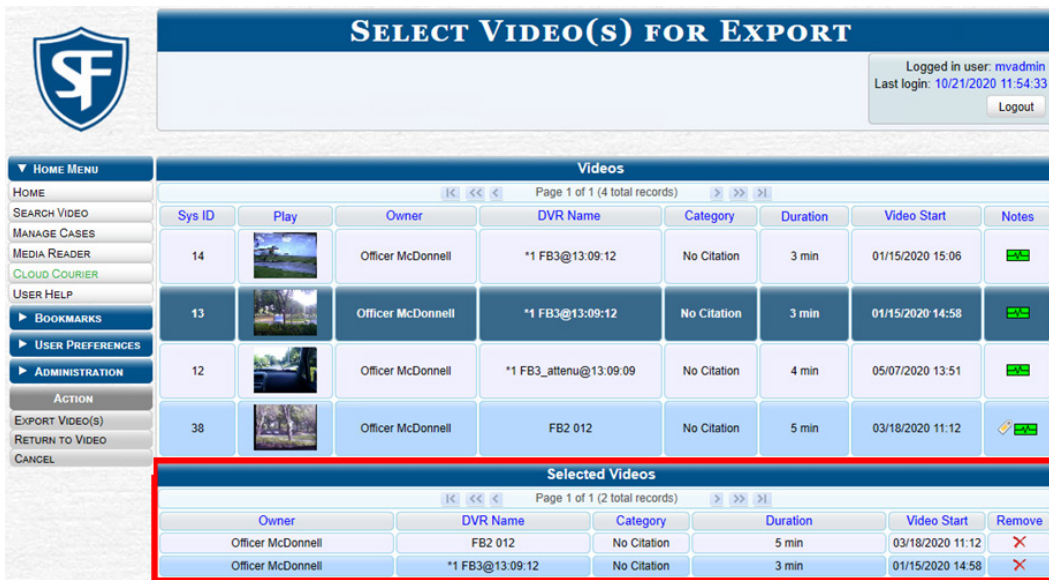 SELECT VIDEO(S) FOR EXPORT
SF
Logged in user: mvadmin
Last login: 10/21/2020 11:54:33
Logout
▼ HOME MENU
HOME
SEARCH VIDEO
MANAGE CASES
MEDIA READER
CLOUD COURIER
USER HELP
▶ BOOKMARKS
▶ USER PREFERENCES
▶ ADMINISTRATION
ACTION
EXPORT VIDEO(S)
RETURN TO VIDEO
CANCEL
Videos
Page 1 of 1 (4 total records)
Sys ID Play Owner DVR Name Category Duration Video Start Notes
14 Officer McDonnell *1 FB3@13:09:12 No Citation 3 min 01/15/2020 15:06
13 Officer McDonnell *1 FB3@13:09:12 No Citation 3 min 01/15/2020 14:58
12 Officer McDonnell *1 FB3_attenu@13:09:09 No Citation 4 min 05/07/2020 13:51
38 Officer McDonnell FB2 012 No Citation 5 min 03/18/2020 11:12
Selected Videos
Page 1 of 1 (2 total records)
Owner DVR Name Category Duration Video Start Remove
Officer McDonnell FB2 012 No Citation 5 min 03/18/2020 11:12
Officer McDonnell *1 FB3@13:09:12 No Citation 3 min 01/15/2020 14:58